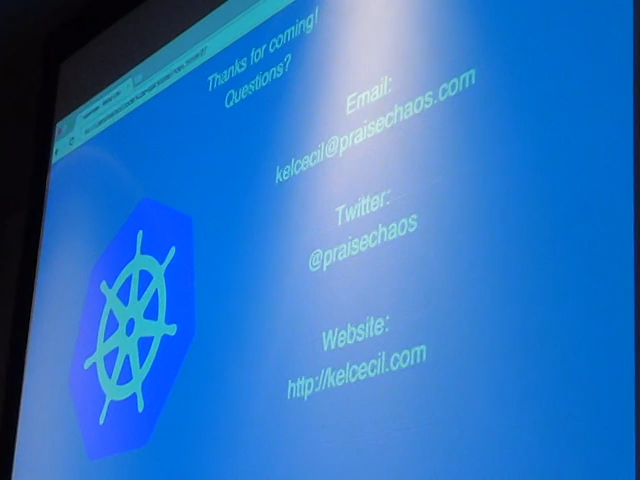 Thanks for coming!
Questions?
Email:
kelcecil@praisechaos.com
Twitter:
@praisechaos
Website:
http://kelcecil.com